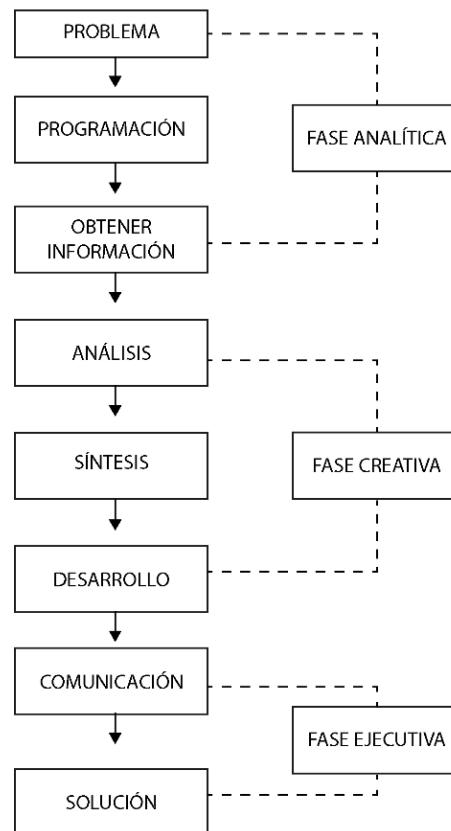 PROBLEMA
PROGRAMACIÓN
FASE ANALÍTICA
OBTENER
INFORMACIÓN
ANÁLISIS
SÍNTESIS
FASE CREATIVA
DESARROLLO
COMUNICACIÓN
FASE EJECUTIVA
SOLUCIÓN